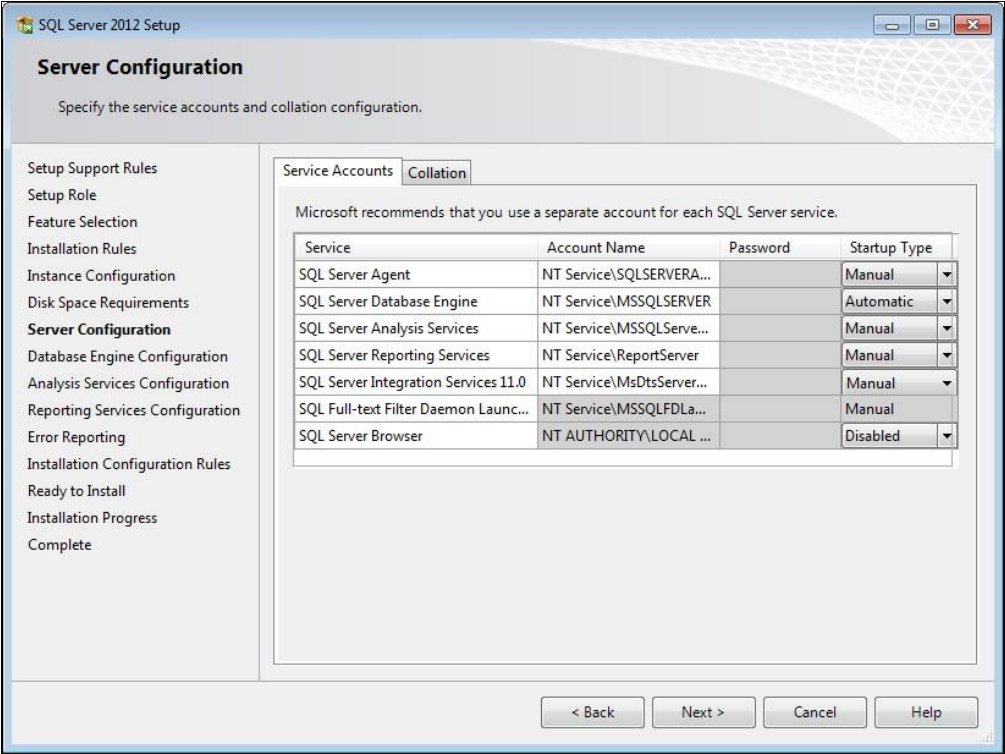 SQL Server 2012 Setup
Server Configuration
Specify the service accounts and collation configuration.
Setup Support Rules
Setup Role
Feature Selection
Installation Rules
Instance Configuration
Disk Space Requirements
Server Configuration
Database Engine Configuration
Analysis Services Configuration
Reporting Services Configuration
Error Reporting
Installation Configuration Rules
Ready to Install
Installation Progress
Complete
Service Accounts Collation
Microsoft recommends that you use a separate account for each SQL Server service.
Service Account Name Password Startup Type
SQL Server Agent NT Service\SQLSERVERA... Manual
SQL Server Database Engine NT Service\MSSQLSERVER Automatic
SQL Server Analysis Services NT Service\MSSQLServe... Manual
SQL Server Reporting Services NT Service\ReportServer Manual
SQL Server Integration Services 11.0 NT Service\MsDtsServer... Manual
SQL Full-text Filter Daemon Launc... NT Service\MSSQLFDLa... Manual
SQL Server Browser NT AUTHORITY\LOCAL ... Disabled
< Back Next > Cancel Help